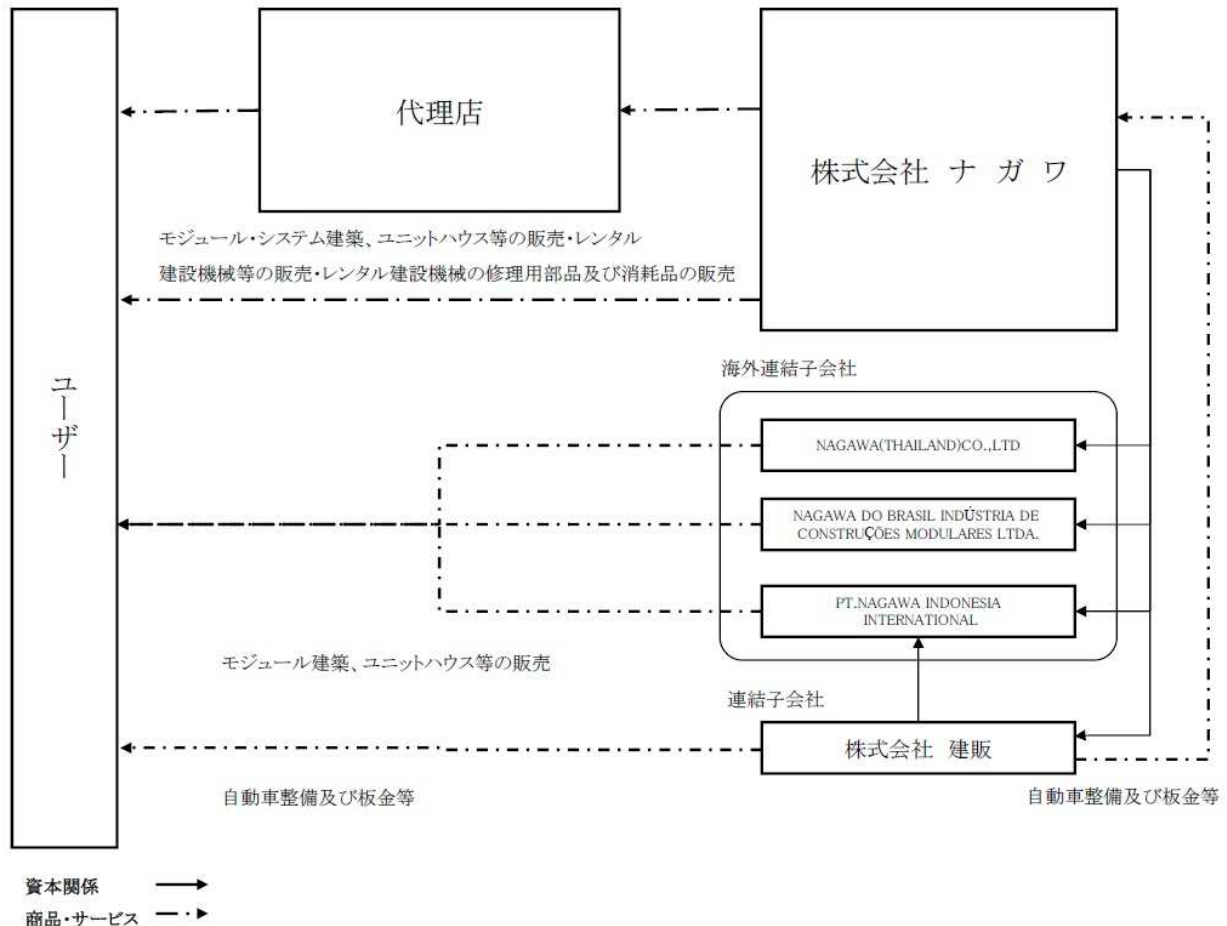 代理店
株式会社 ナ ガ ワ
モジュール・システム建築、ユニットハウス等の販売・レンタル
建設機械等の販売・レンタル建設機械の修理用部品及び消耗品の販売
ユーザー
海外連結子会社
NAGAWA(THAILAND)CO.,LTD
NAGAWA DO BRASIL INDÚSTRIA DE
CONSTRUÇÕES MODULARES LTDA.
PT.NAGAWA INDONESIA
INTERNATIONAL
モジュール建築、ユニットハウス等の販売
連結子会社
株式会社 建販
自動車整備及び板金等
自動車整備及び板金等
資本関係
商品・サービス